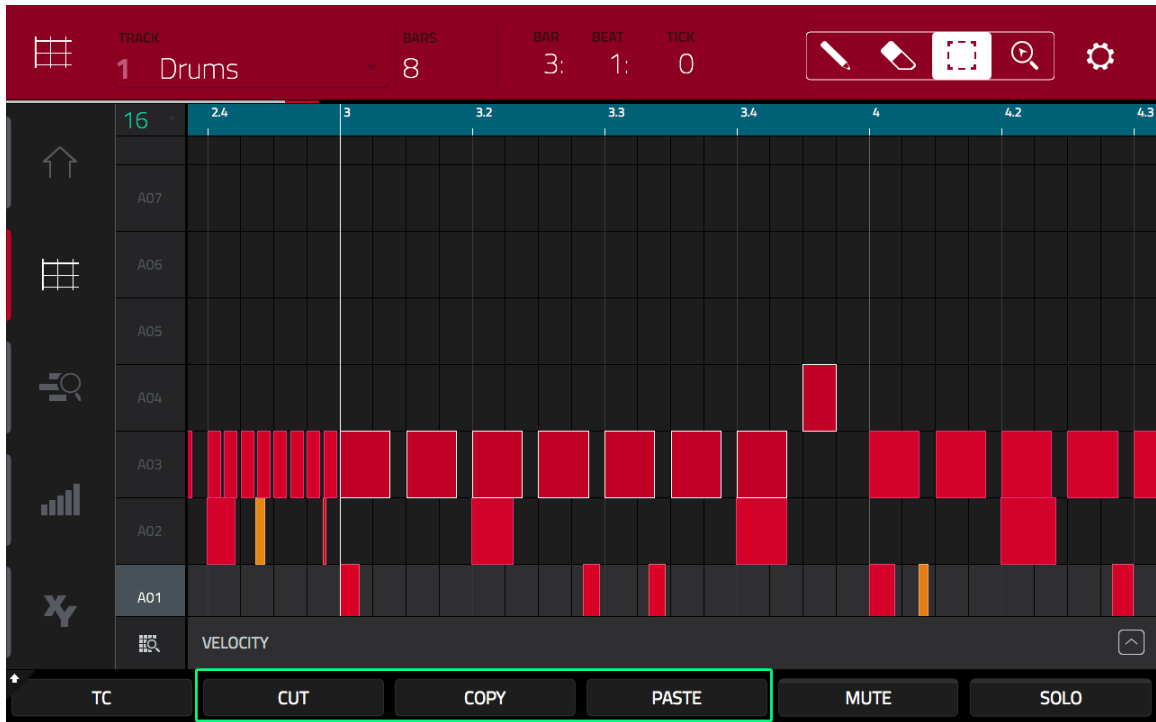 TRACK BARS BAR BEAT TICK
1 Drums 8 3: 1: 0
16 2.4 3 3.2 3.3 3.4 4 4.2 4.3
A07
A06
A05
A04
A03
A02
A01
XY
VELOCITY
TC CUT COPY PASTE MUTE SOLO